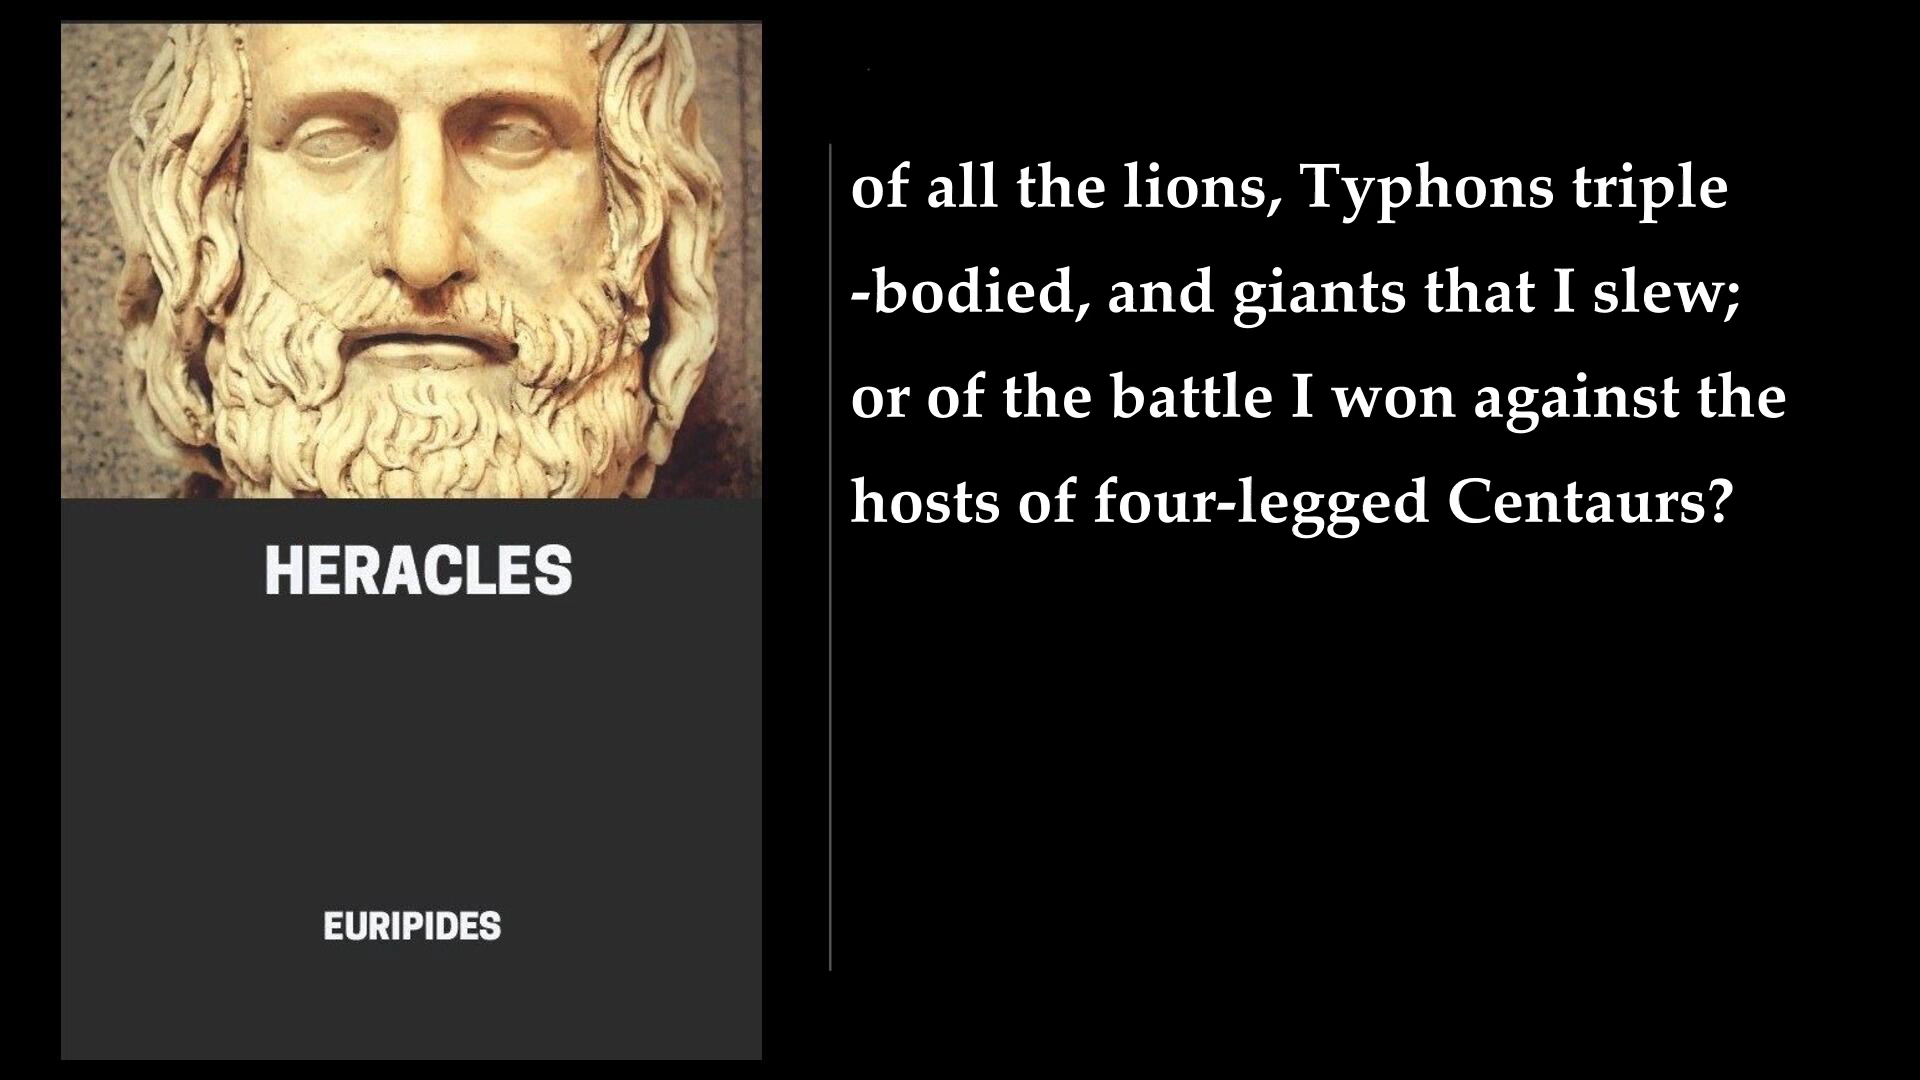 HERACLES
EURIPIDES
of all the lions, Typhons triple
-bodied, and giants that I slew;
or of the battle I won against the
hosts of four-legged Centaurs?